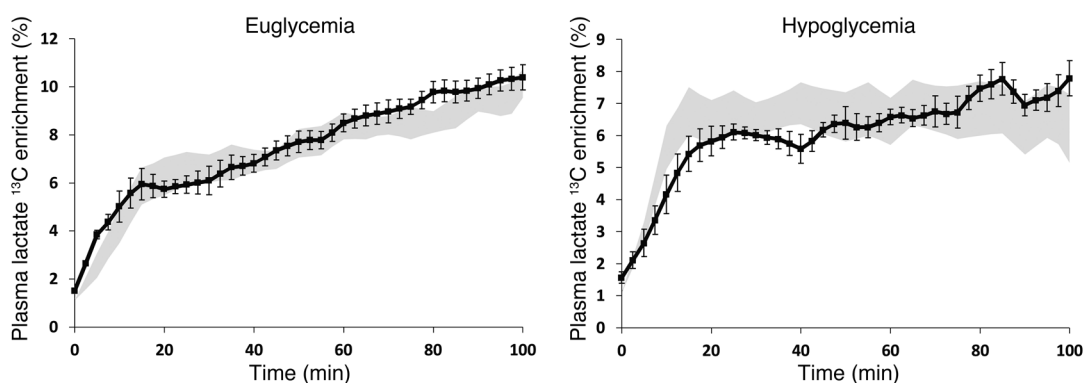 Euglycemia
Plasma lactate ¹³C enrichment (%)
12
10
8
6
4
2
0
0 20 40 60 80 100
Time (min)
Hypoglycemia
Plasma lactate ¹³C enrichment (%)
9
8
7
6
5
4
3
2
1
0
0 20 40 60 80 100
Time (min)